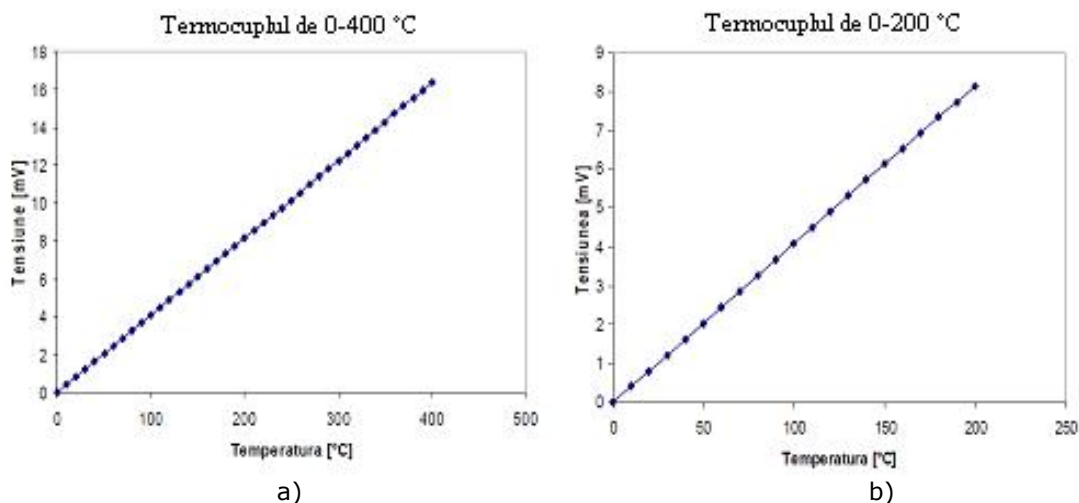 Termocuplul de 0-400 °C
18
16
14
12
10
8
6
4
2
0
Tensiune [mV]
0 100 200 300 400 500
Temperatura [°C]
a)
Termocuplul de 0-200 °C
9
8
7
6
5
4
3
2
1
0
Tensiunea [mV]
0 50 100 150 200 250
Temperatura [°C]
b)